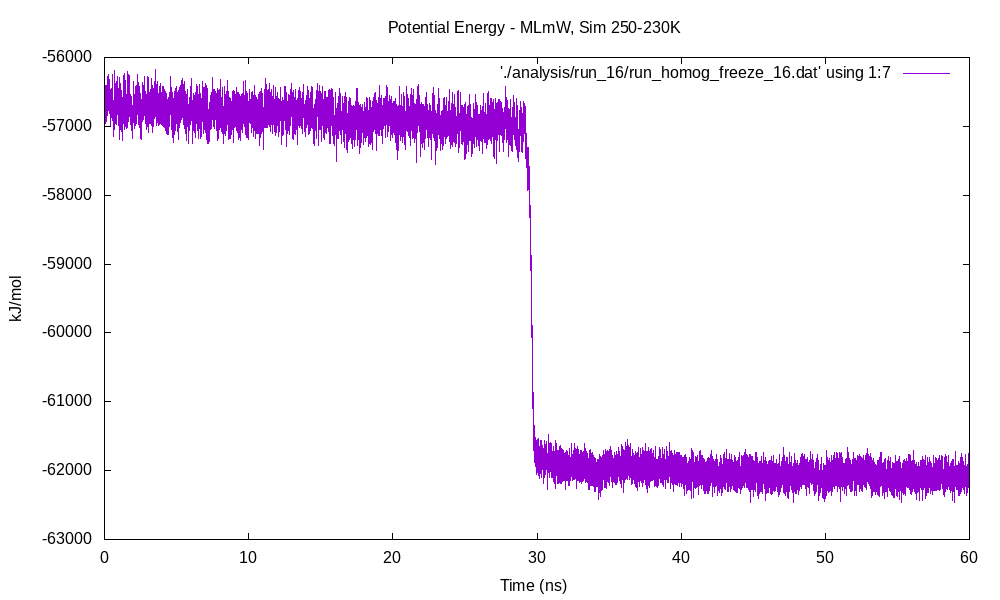 Potential Energy - MLmW, Sim 250-230K
'./analysis/run_16/run_homog_freeze_16.dat' using 1:7
-56000
-57000
-58000
-59000
-60000
-61000
-62000
-63000
kJ/mol
0 10 20 30 40 50 60
Time (ns)